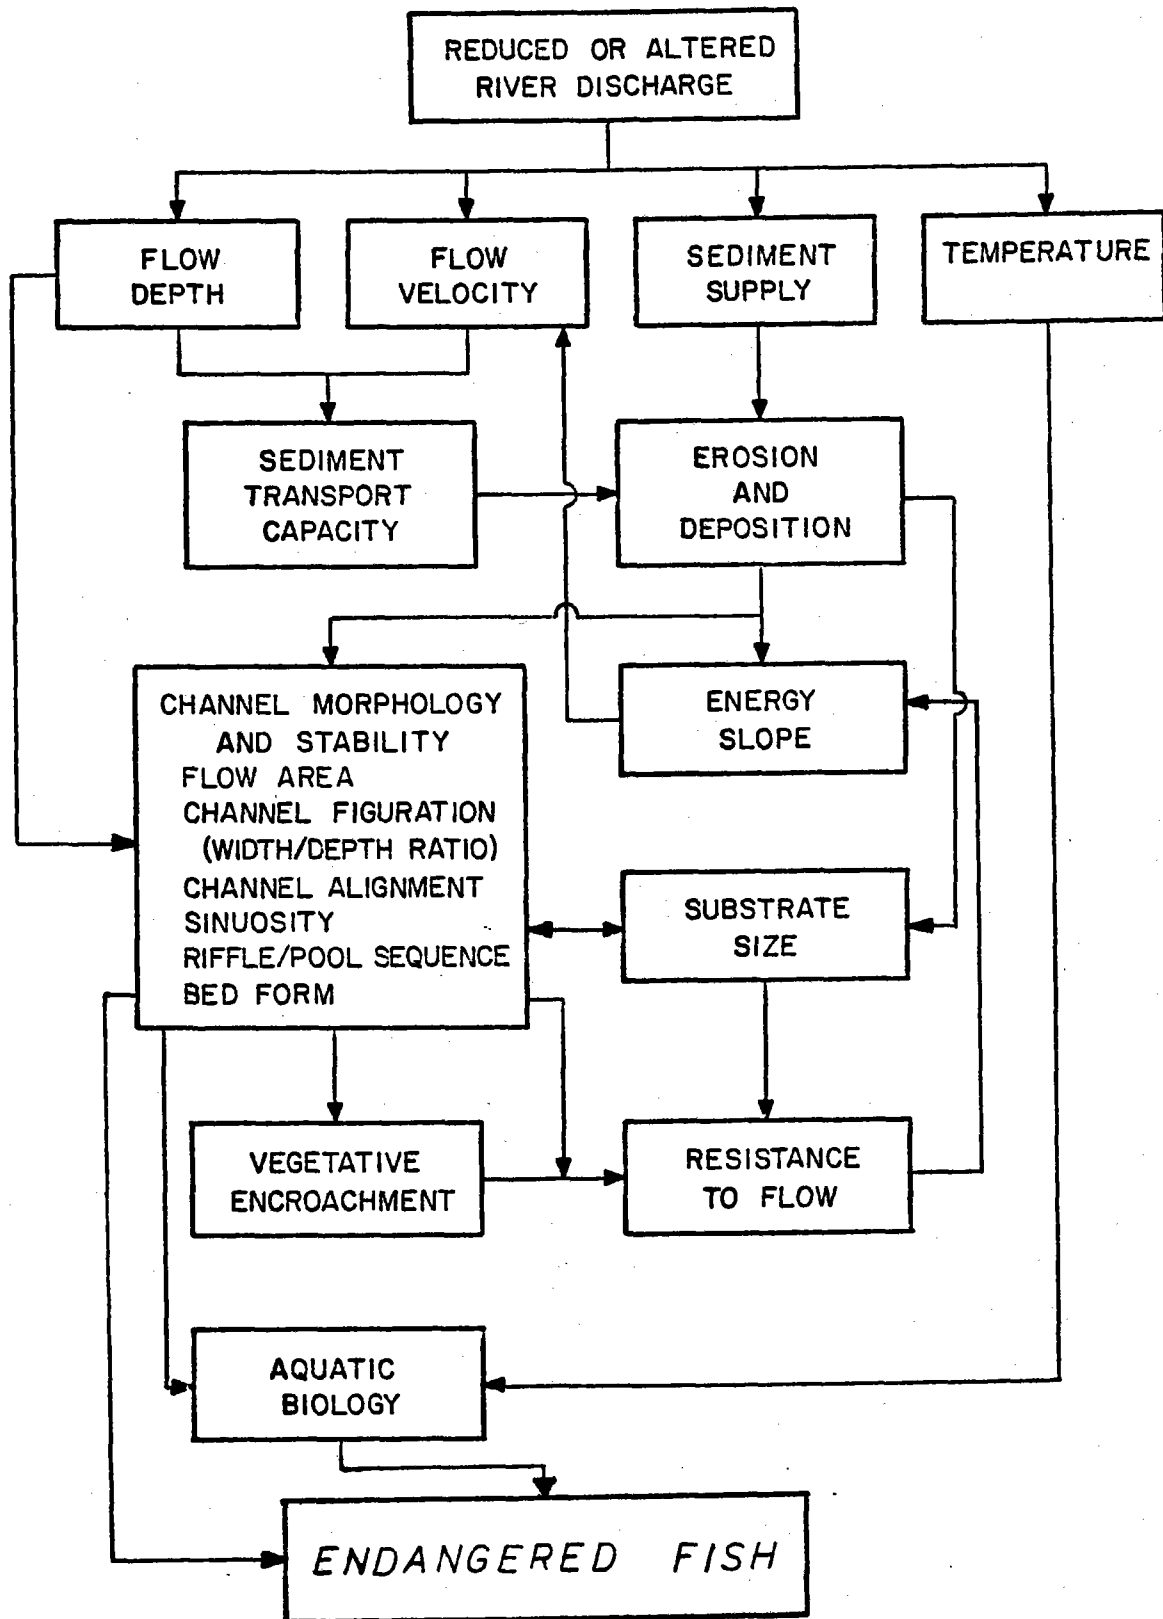 REDUCED OR ALTERED
RIVER DISCHARGE
FLOW
DEPTH
FLOW
VELOCITY
SEDIMENT
SUPPLY
TEMPERATURE
SEDIMENT
TRANSPORT
CAPACITY
EROSION
AND
DEPOSITION
CHANNEL MORPHOLOGY
AND STABILITY
FLOW AREA
CHANNEL FIGURATION
(WIDTH/DEPTH RATIO)
CHANNEL ALIGNMENT
SINUOSITY
RIFFLE/POOL SEQUENCE
BED FORM
ENERGY
SLOPE
SUBSTRATE
SIZE
VEGETATIVE
ENCROACHMENT
RESISTANCE
TO FLOW
AQUATIC
BIOLOGY
ENDANGERED FISH